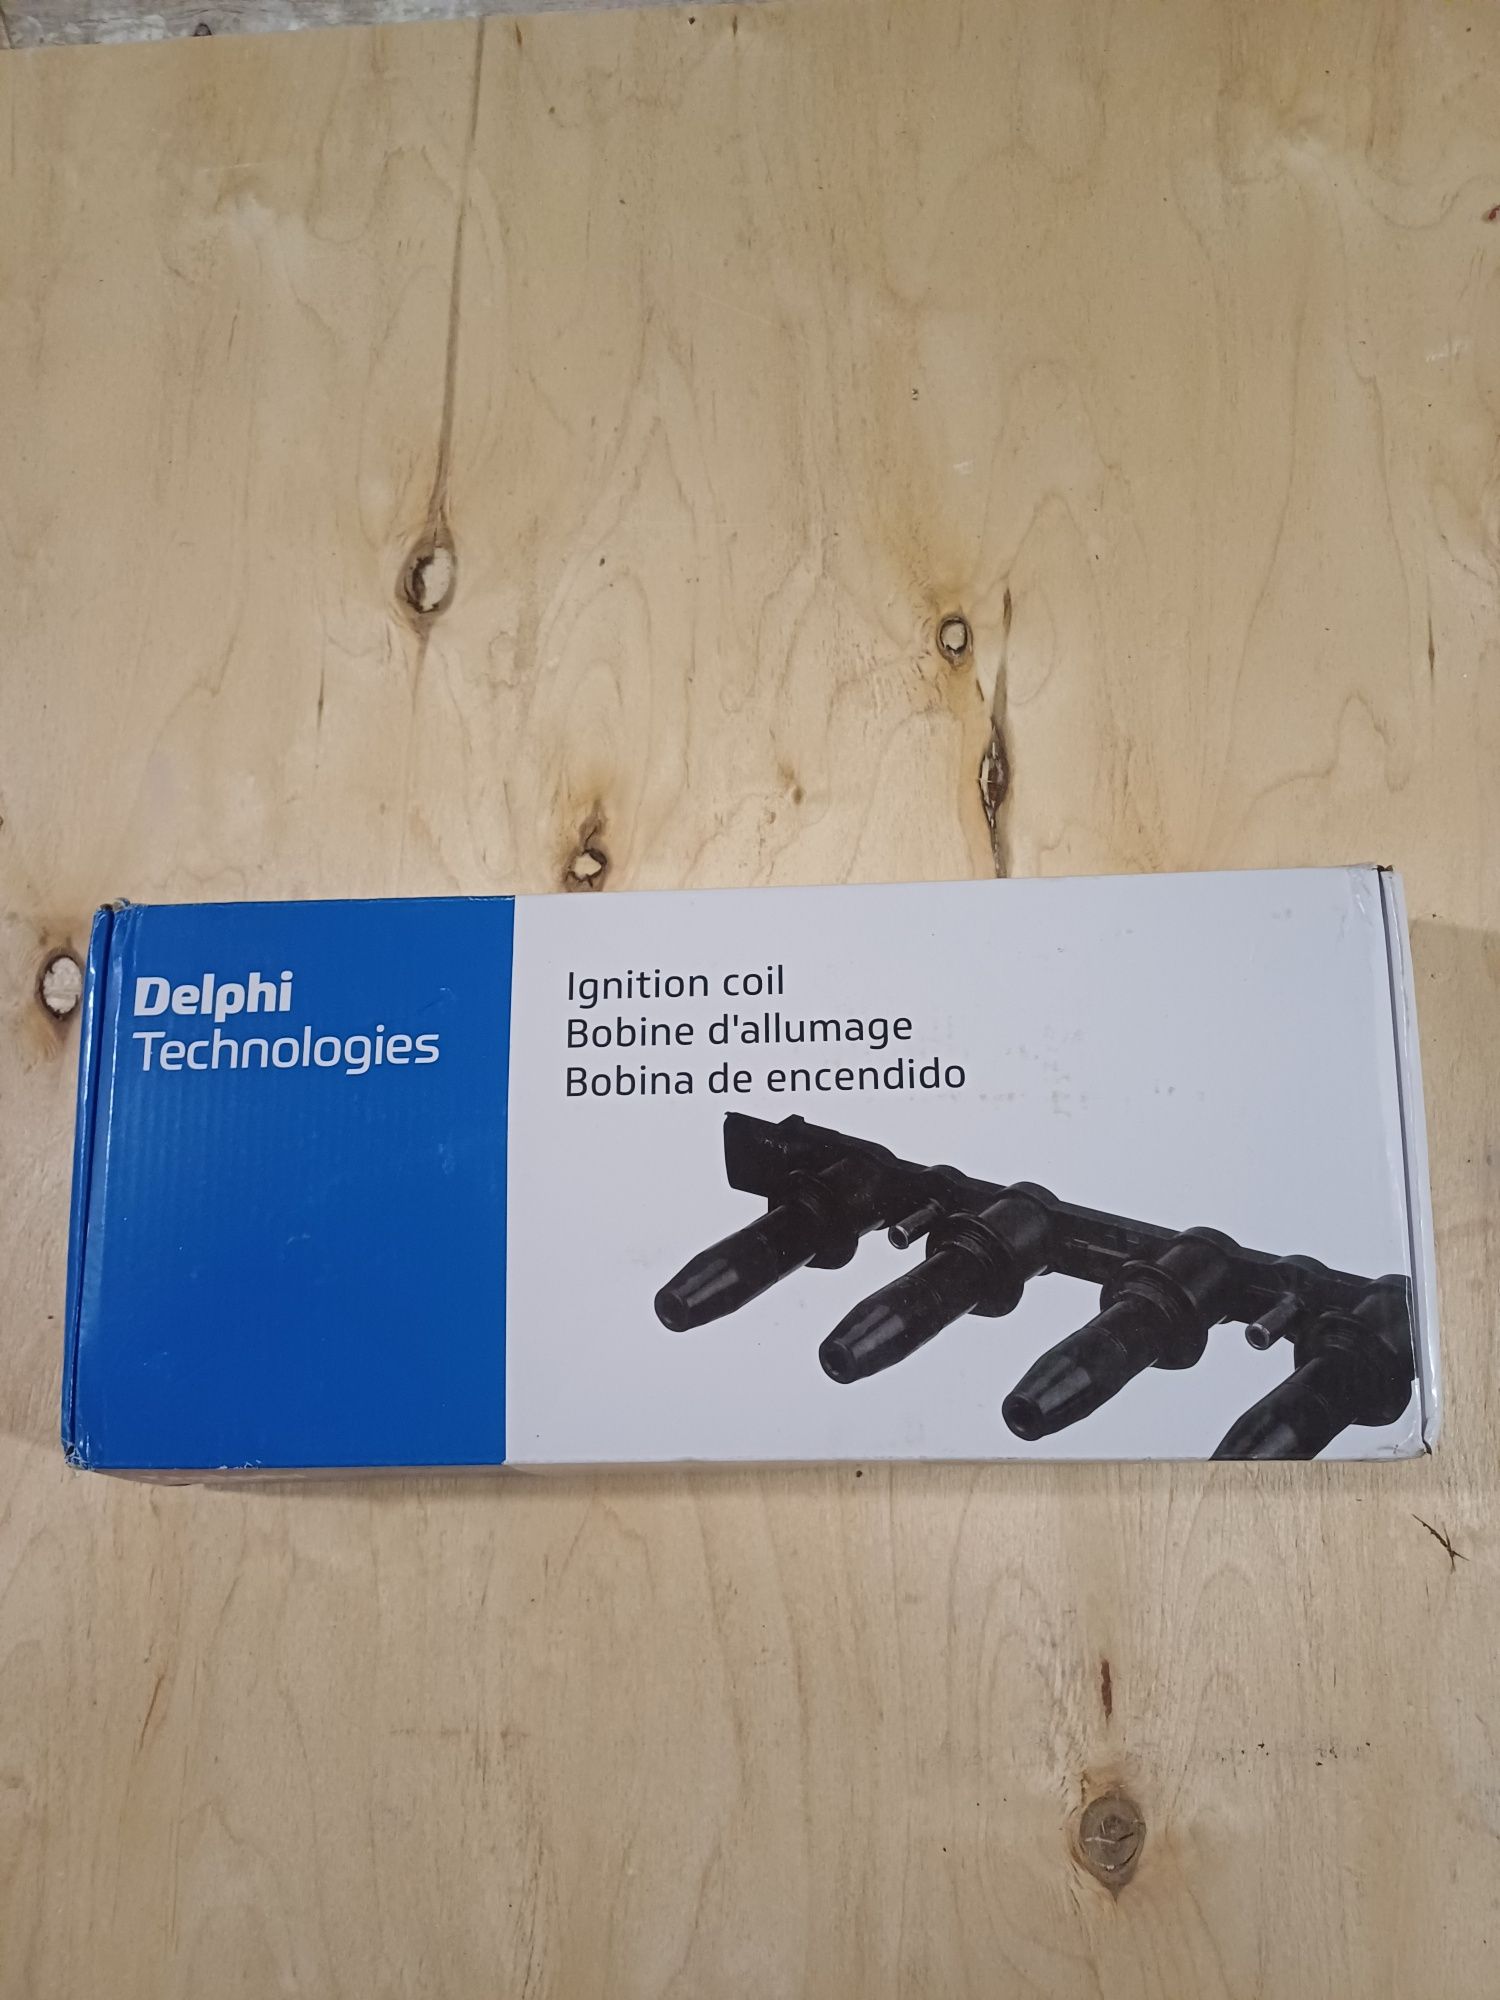 Delphi
Technologies
Ignition coil
Bobine d'allumage
Bobina de encendido